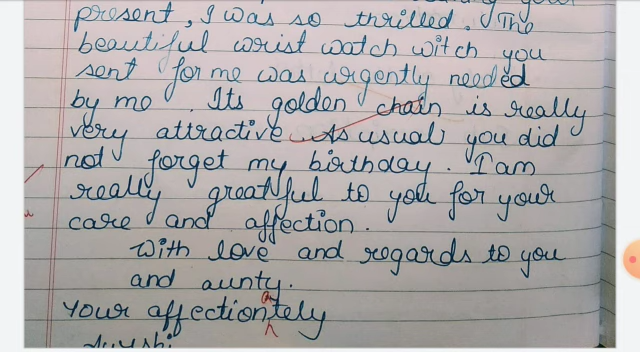 present, I was so thrilled. The
beautiful wrist watch witch you
sent for me was urgently needed
by me. Its golden chain is really
very attractive. As usual you did
not forget my birthday. I am
really greatful to you for your
care and affection.
With love and regards to you
and aunty.
Your affectiontely